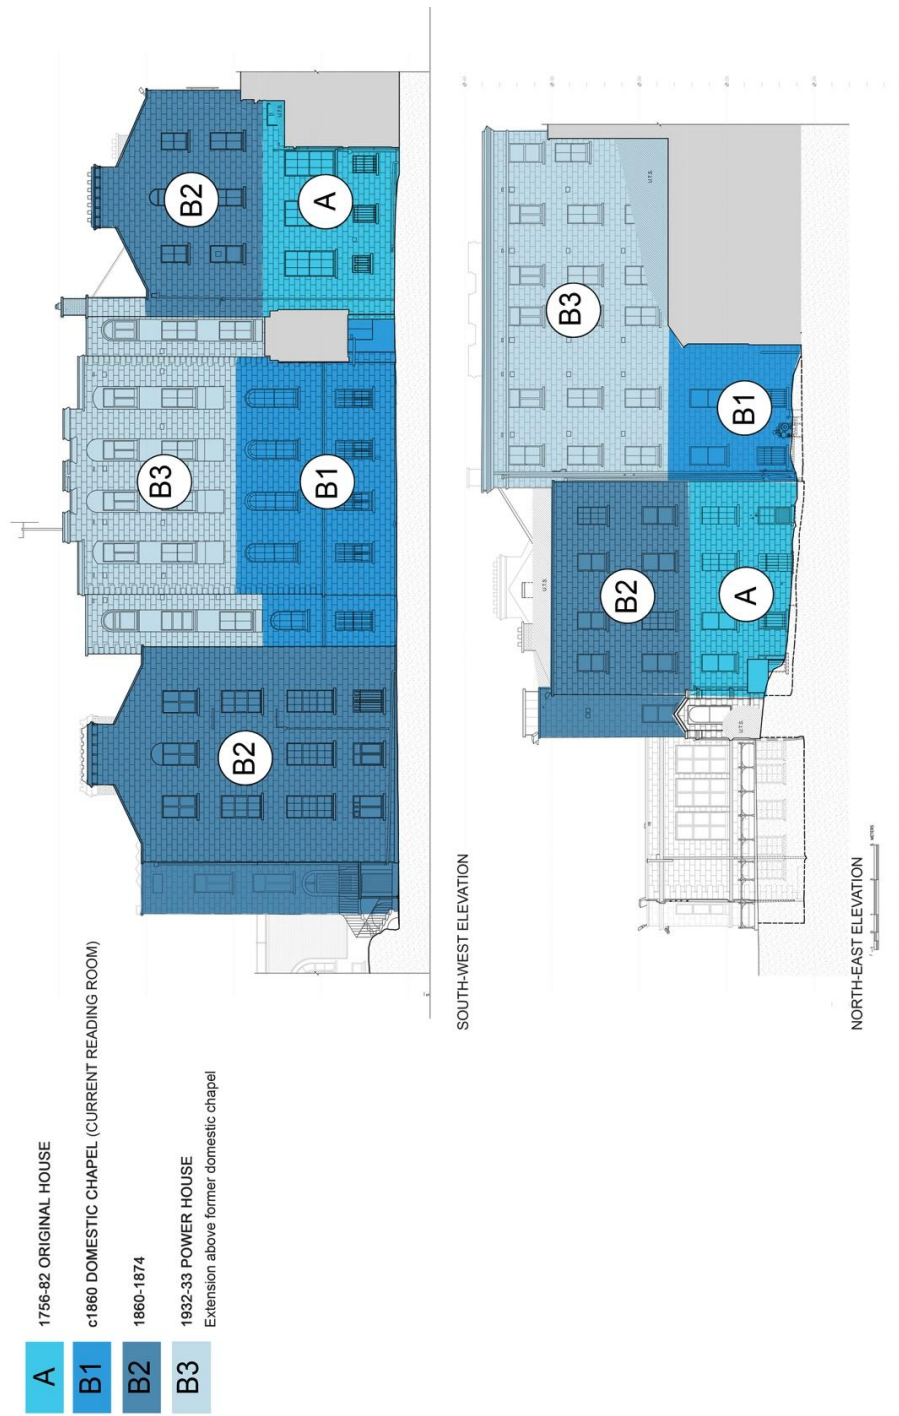 B2
A
U.T.S.
B3
B1
B2
SOUTH-WEST ELEVATION
B3
U.T.S.
B1
B2
U.T.S.
A
U.T.S.
NORTH-EAST ELEVATION
METERS
A 1756-82 ORIGINAL HOUSE
B1 c1860 DOMESTIC CHAPEL (CURRENT READING ROOM)
B2 1860-1874
B3 1932-33 POWER HOUSE
Extension above former domestic chapel